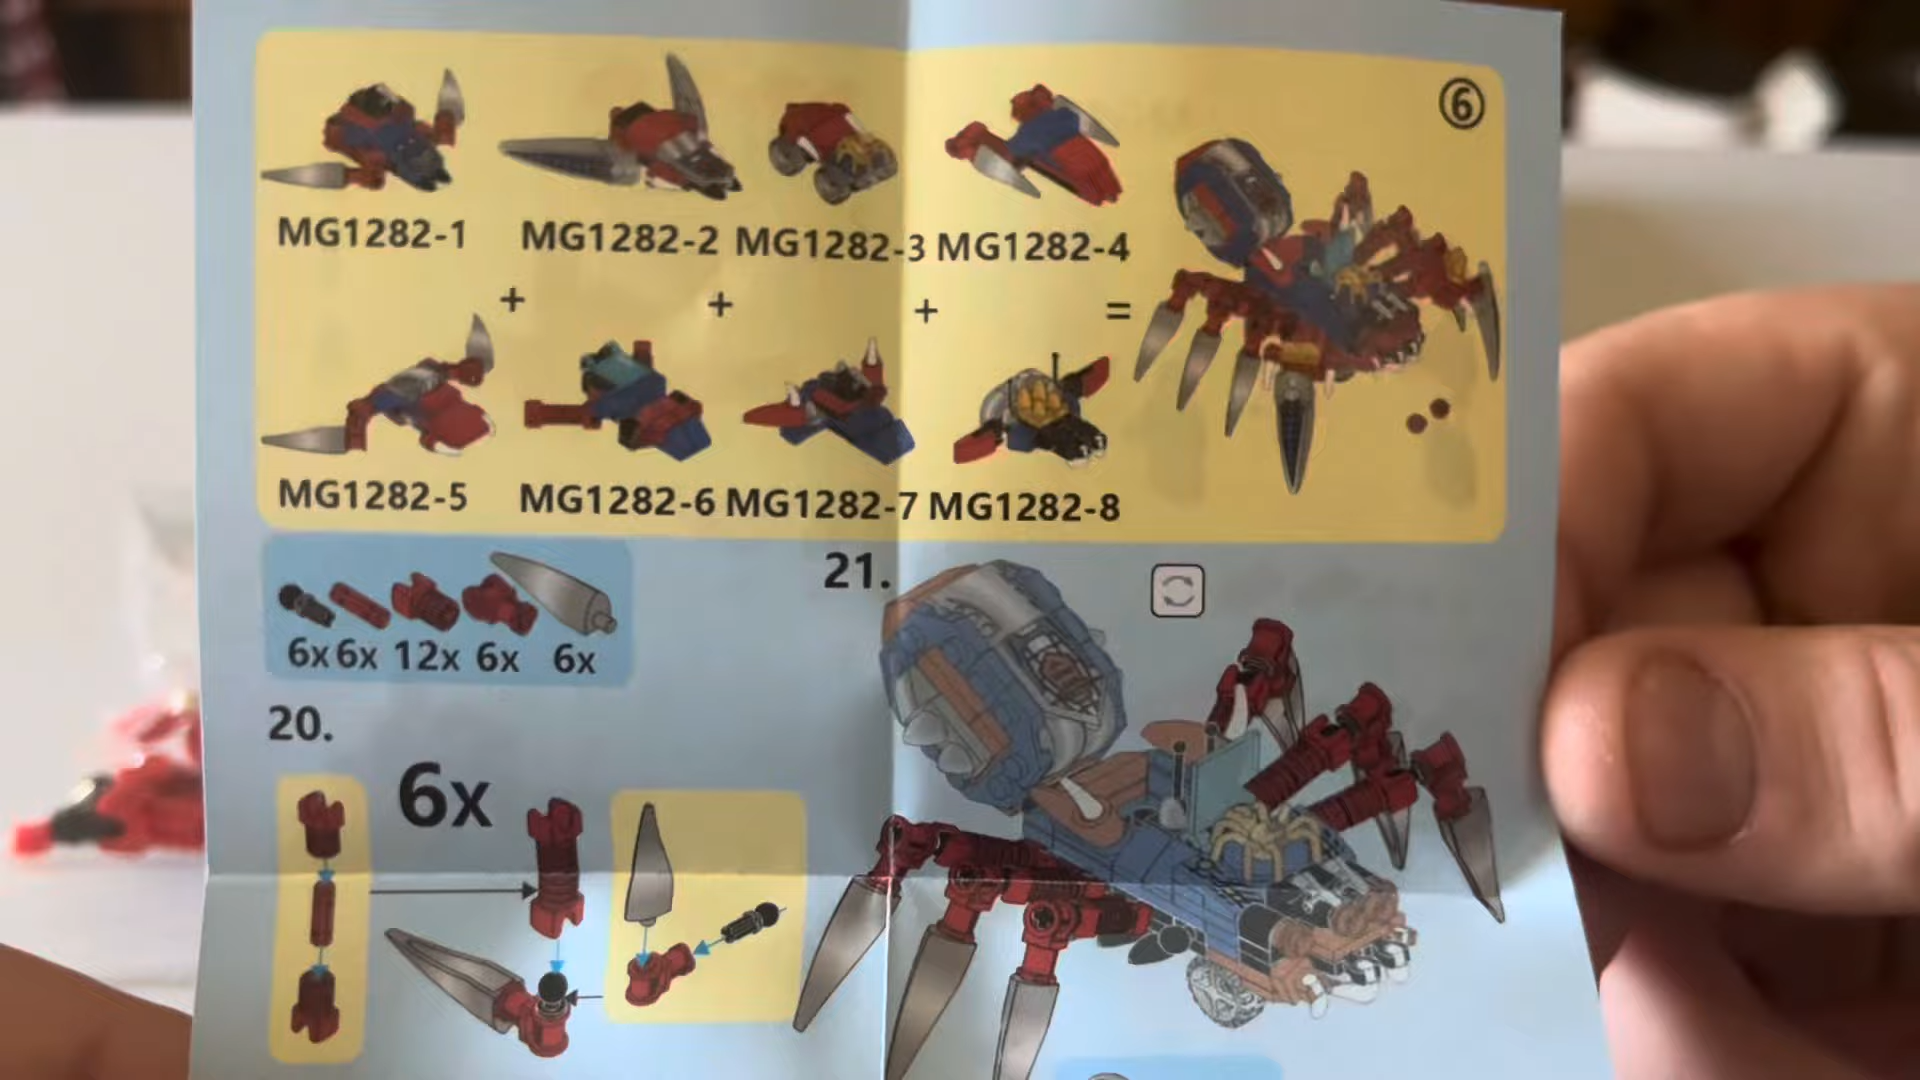 6
MG1282-1 MG1282-2 MG1282-3 MG1282-4
+ + + =
MG1282-5 MG1282-6 MG1282-7 MG1282-8
21.
6x 6x 12x 6x 6x
20.
6x